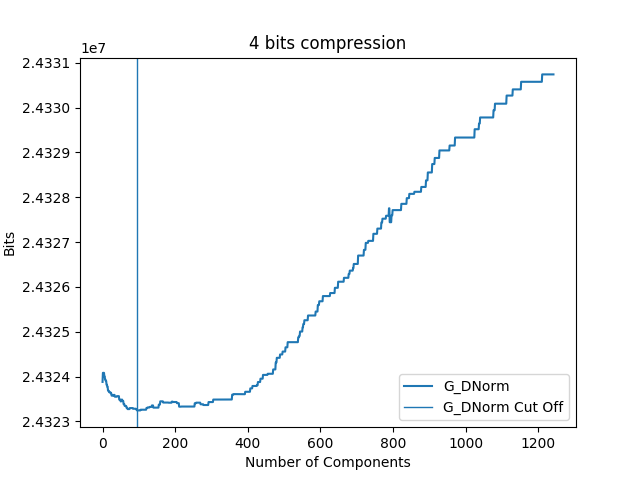 4 bits compression
1e7
2.4331
2.4330
2.4329
2.4328
2.4327
2.4326
2.4325
2.4324
2.4323
Bits
0 200 400 600 800 1000 1200
Number of Components
G_DNorm
G_DNorm Cut Off